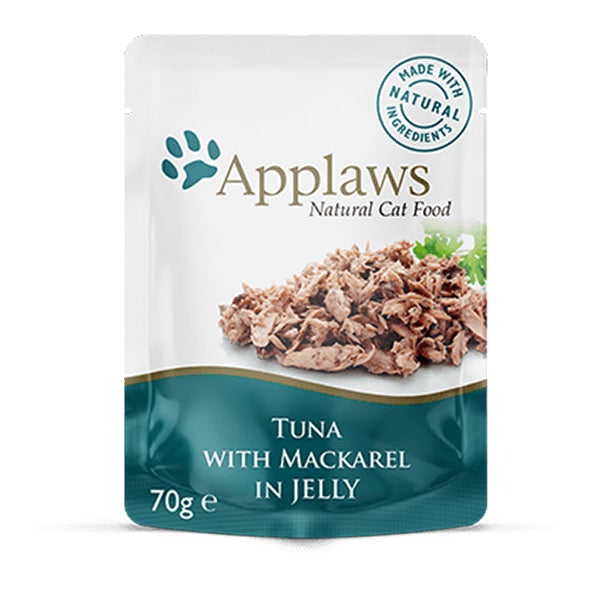 MADE WITH
NATURAL
INGREDIENTS
Applaws
Natural Cat Food
TUNA
WITH MACKAREL
IN JELLY
70g ℮